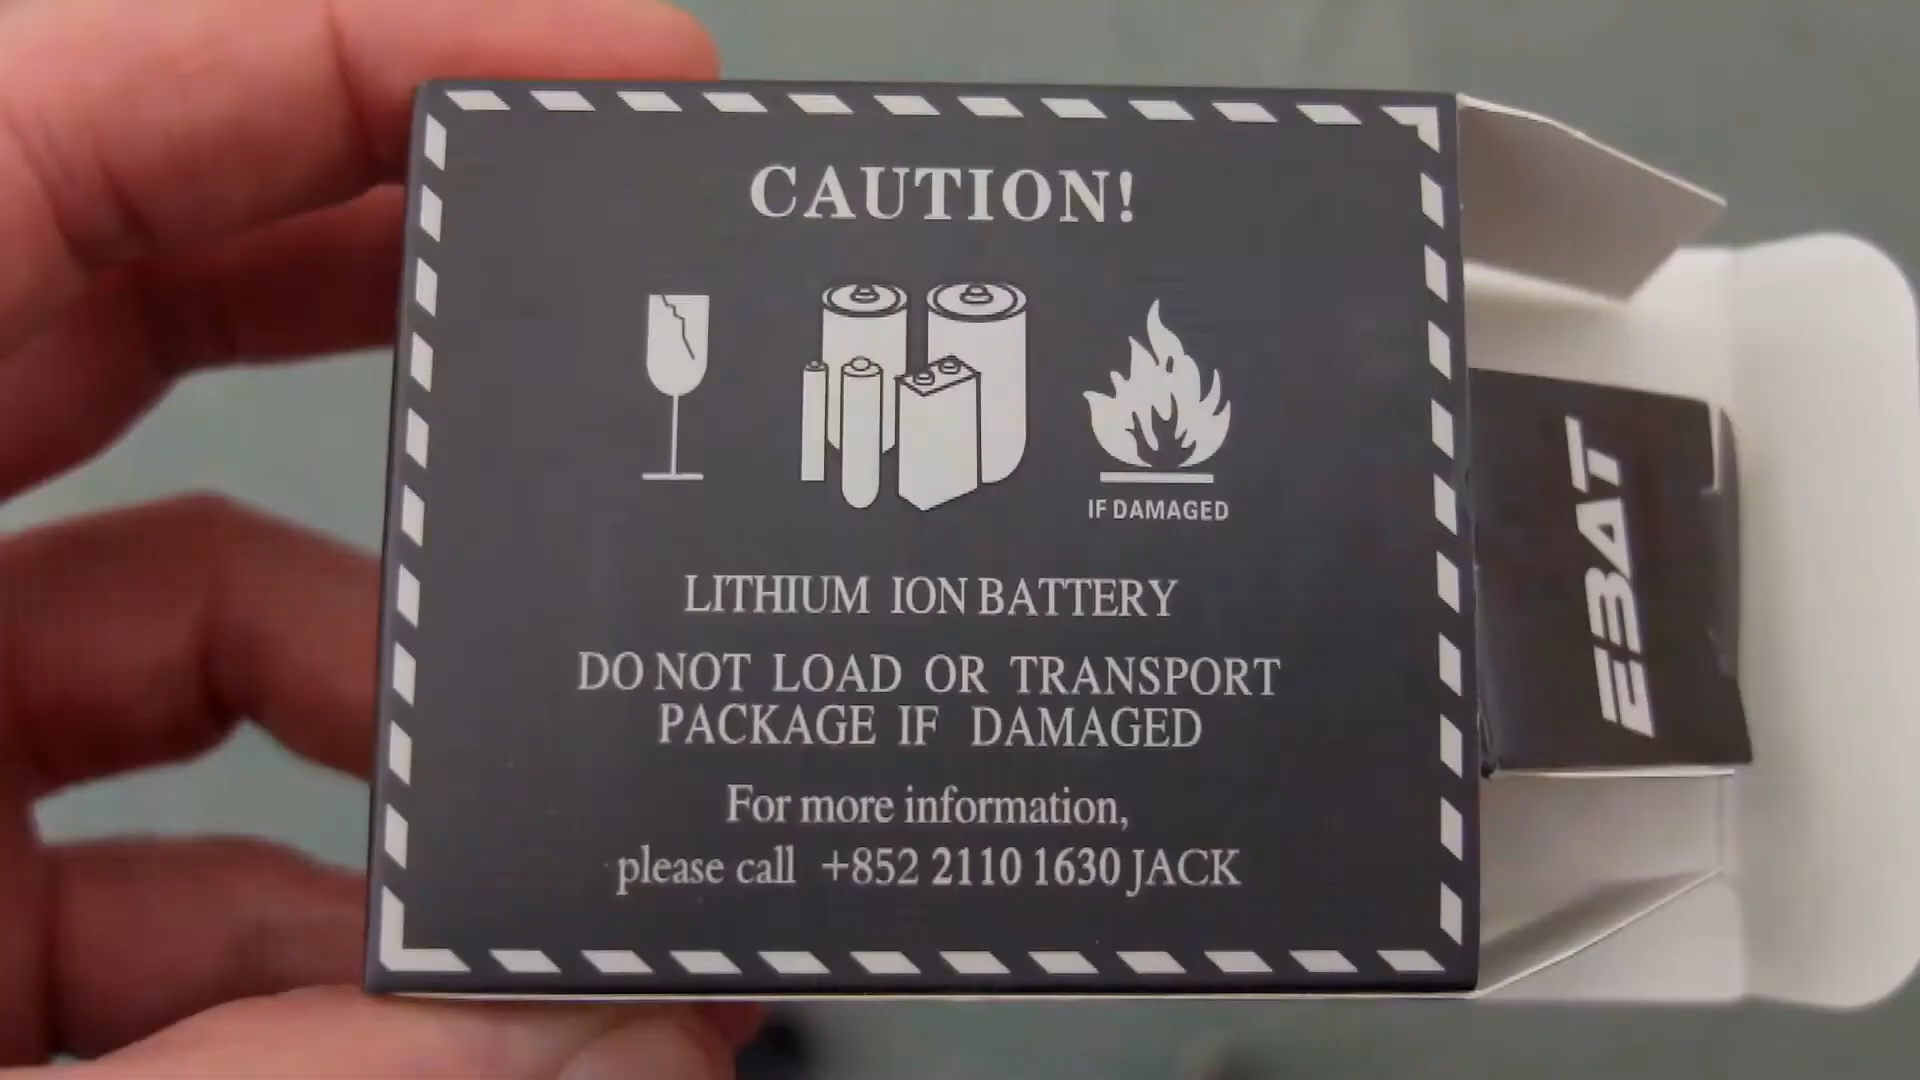 CAUTION!
IF DAMAGED
LITHIUM ION BATTERY
DO NOT LOAD OR TRANSPORT
PACKAGE IF DAMAGED
For more information,
please call +852 2110 1630 JACK
EBAT